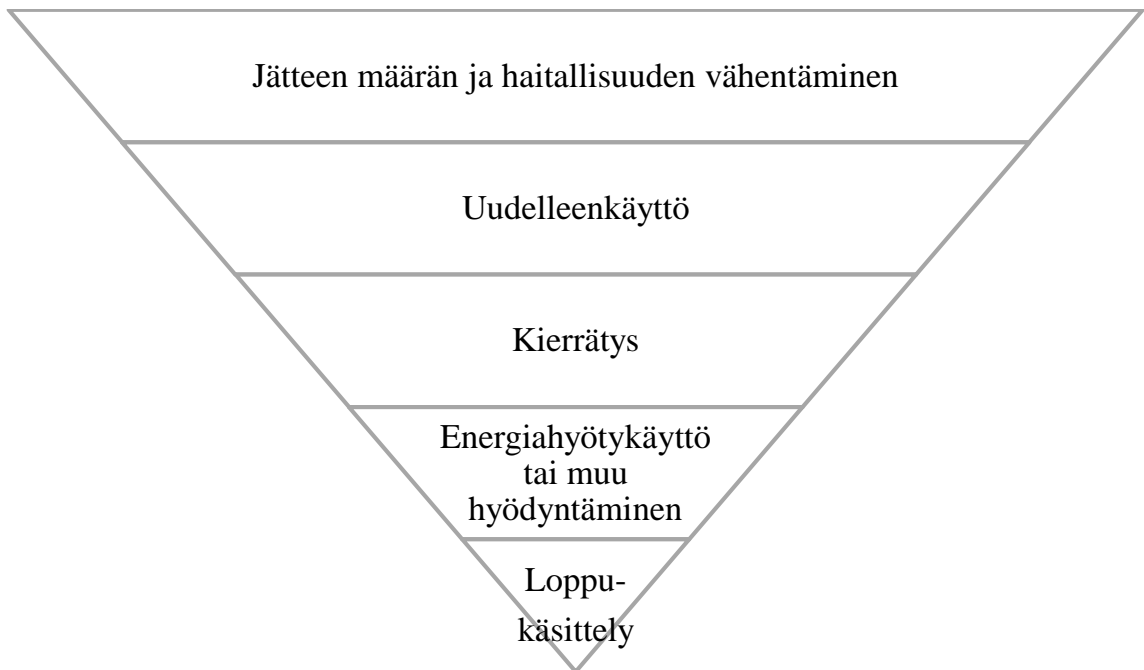 Jätteen määrän ja haitallisuuden vähentäminen
Uudelleenkäyttö
Kierrätys
Energiahyötykäyttö
tai muu
hyödyntäminen
Loppu-
käsittely